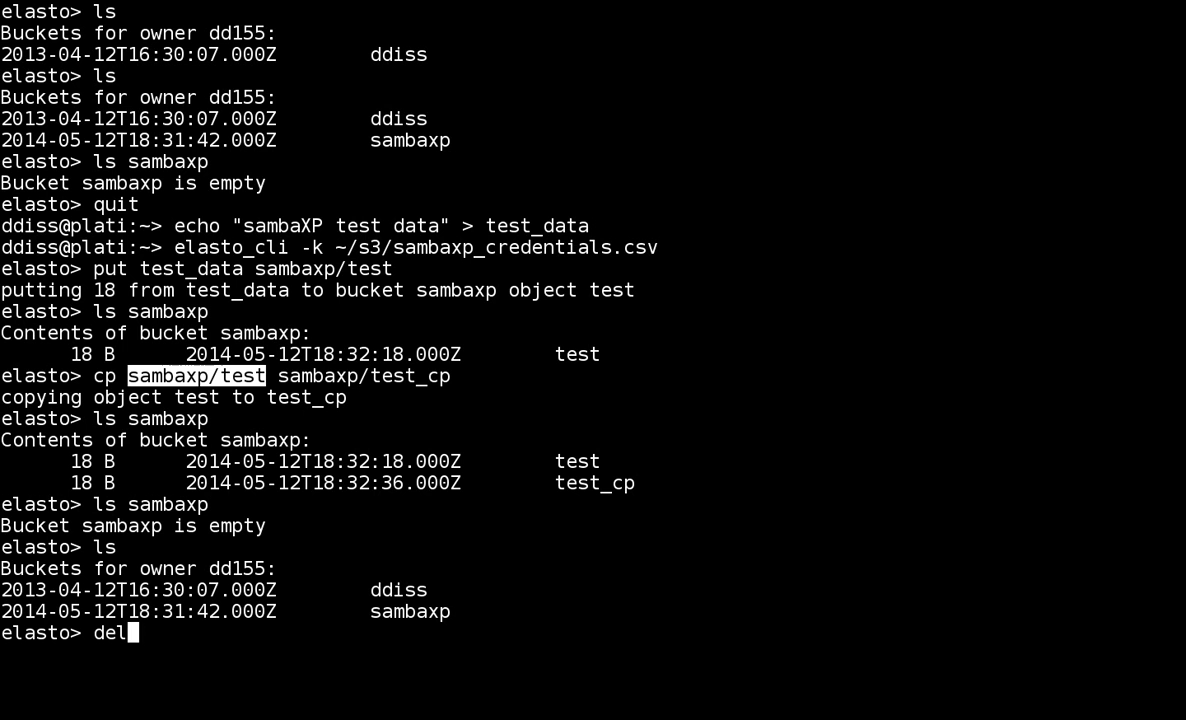 elasto> ls
Buckets for owner dd155:
2013-04-12T16:30:07.000Z        ddiss
elasto> ls
Buckets for owner dd155:
2013-04-12T16:30:07.000Z        ddiss
2014-05-12T18:31:42.000Z        sambaxp
elasto> ls sambaxp
Bucket sambaxp is empty
elasto> quit
ddiss@plati:~> echo "sambaXP test data" > test_data
ddiss@plati:~> elasto_cli -k ~/s3/sambaxp_credentials.csv
elasto> put test_data sambaxp/test
putting 18 from test_data to bucket sambaxp object test
elasto> ls sambaxp
Contents of bucket sambaxp:
      18 B      2014-05-12T18:32:18.000Z        test
elasto> cp sambaxp/test sambaxp/test_cp
copying object test to test_cp
elasto> ls sambaxp
Contents of bucket sambaxp:
      18 B      2014-05-12T18:32:18.000Z        test
      18 B      2014-05-12T18:32:36.000Z        test_cp
elasto> ls sambaxp
Bucket sambaxp is empty
elasto> ls
Buckets for owner dd155:
2013-04-12T16:30:07.000Z        ddiss
2014-05-12T18:31:42.000Z        sambaxp
elasto> del